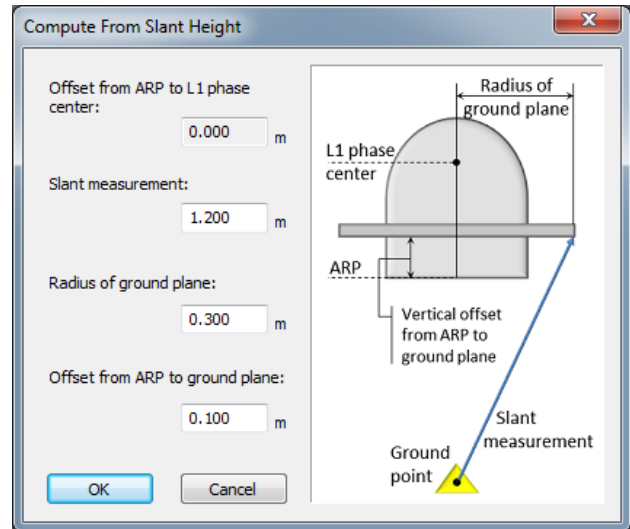 Compute From Slant Height
Offset from ARP to L1 phase
center:
0.000 m
Slant measurement:
1.200 m
Radius of ground plane:
0.300 m
Offset from ARP to ground plane:
0.100 m
OK
Cancel
Radius of
ground plane
L1 phase
center
ARP
Vertical offset
from ARP to
ground plane
Slant
measurement
Ground
point